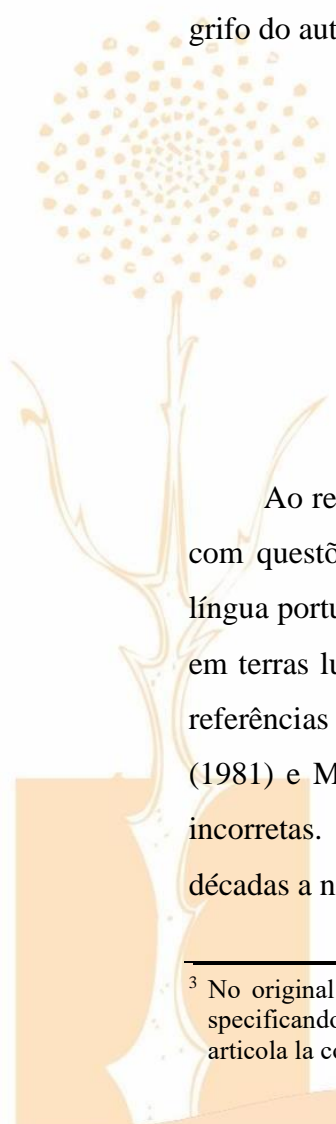 grifo do aut
Ao re
com questõ
língua portu
em terras lu
referências
(1981) e M
incorretas.
décadas a n
3 No original
specificando
articola la co